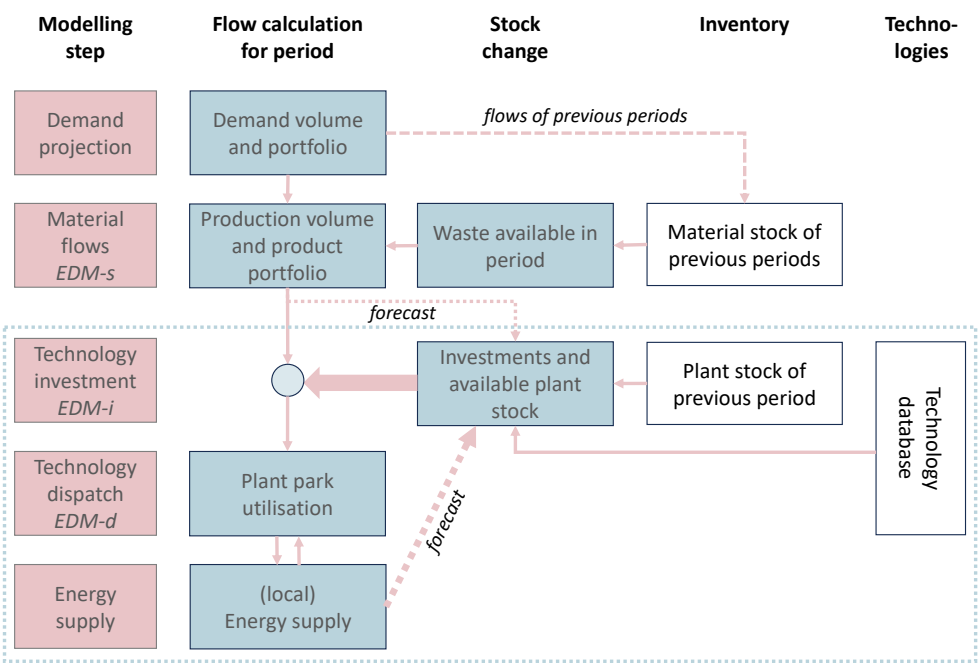 Modelling
step
Flow calculation
for period
Stock
change
Inventory
Techno-
logies
Demand
projection
Demand volume
and portfolio
flows of previous periods
Material
flows
EDM-s
Production volume
and product
portfolio
Waste available in
period
Material stock of
previous periods
forecast
Technology
investment
EDM-i
Investments and
available plant
stock
Plant stock of
previous period
Technology
database
Technology
dispatch
EDM-d
Plant park
utilisation
forecast
Energy
supply
(local)
Energy supply